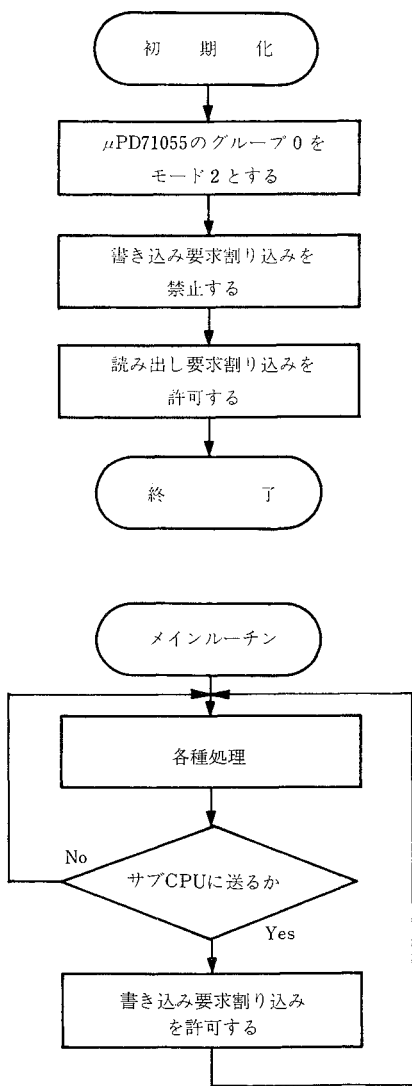 初期化
μPD71055のグループ0を
モード2とする
書き込み要求割り込みを
禁止する
読み出し要求割り込みを
許可する
終了
メインルーチン
各種処理
No
サブCPUに送るか
Yes
書き込み要求割り込み
を許可する